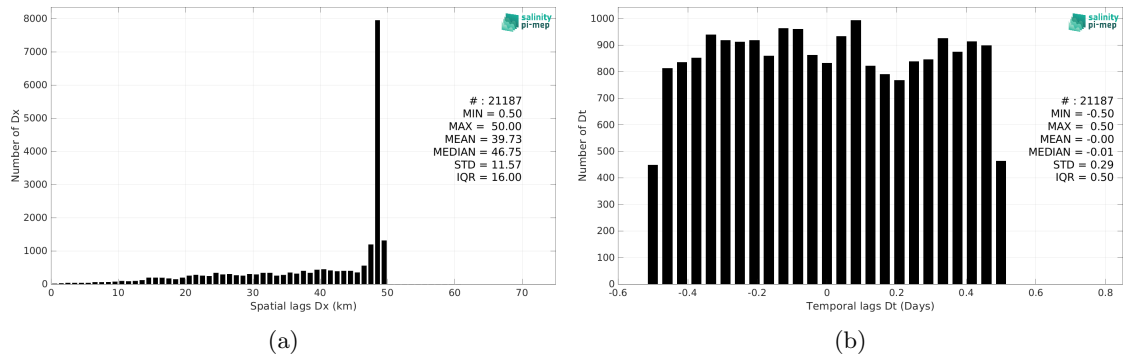 8000
7000
6000
5000
4000
3000
2000
1000
0
Number of Dx
0 10 20 30 40 50 60 70
Spatial lags Dx (km)
salinity
pi-mep
# : 21187
MIN = 0.50
MAX = 50.00
MEAN = 39.73
MEDIAN = 46.75
STD = 11.57
IQR = 16.00
(a)
1000
900
800
700
600
500
400
300
200
100
0
Number of Dt
-0.6 -0.4 -0.2 0 0.2 0.4 0.6 0.8
Temporal lags Dt (Days)
salinity
pi-mep
# : 21187
MIN = -0.50
MAX = 0.50
MEAN = -0.00
MEDIAN = -0.01
STD = 0.29
IQR = 0.50
(b)